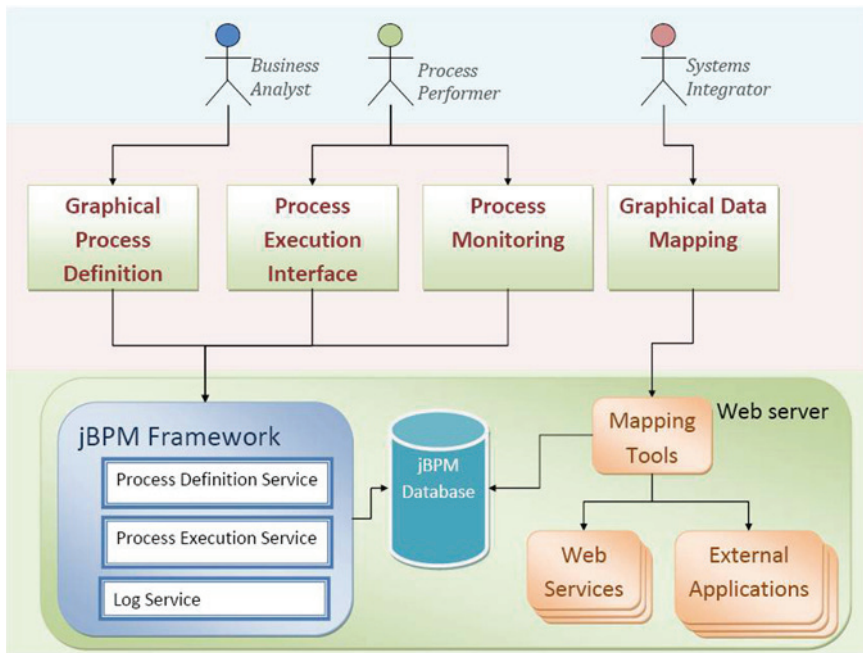 Business
Analyst
Process
Performer
Systems
Integrator
Graphical
Process
Definition
Process
Execution
Interface
Process
Monitoring
Graphical Data
Mapping
jBPM Framework
Process Definition Service
Process Execution Service
Log Service
jBPM
Database
Mapping
Tools
Web server
Web
Services
External
Applications